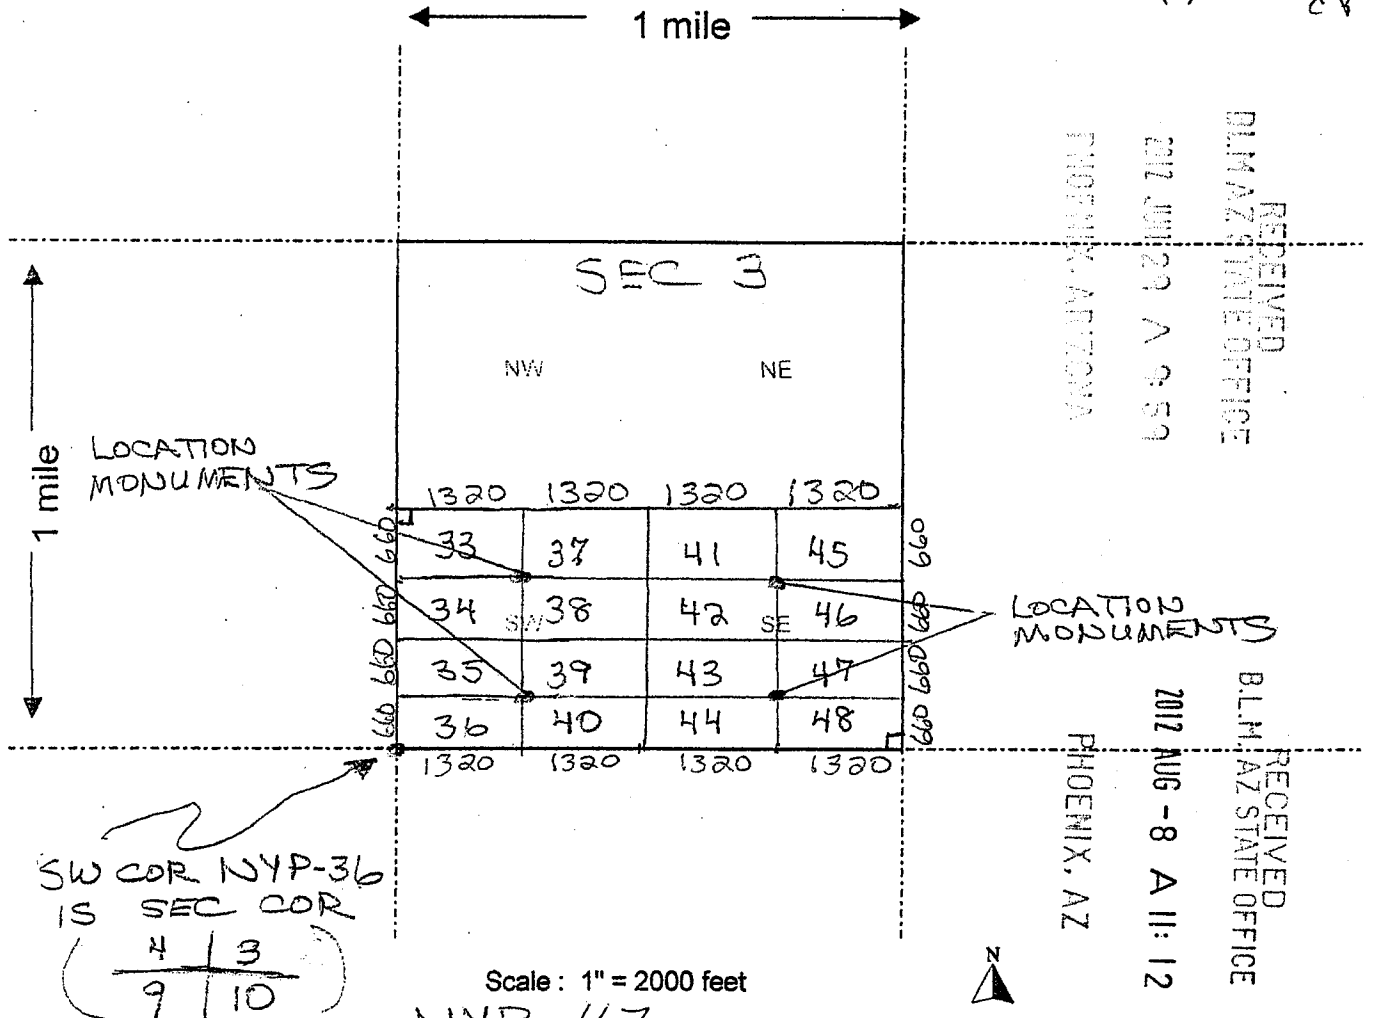 1 mile
SEC 3
NW NE
1 mile
LOCATION
MONUMENTS
1320 1320 1320 1320
660 33 37 41 45 660
660 34 38 42 46 660
SW SE
660 35 39 43 47 660
660 36 40 44 48 660
1320 1320 1320 1320
LOCATION
MONUMENTS
SW COR NYP-36
IS SEC COR
4 3
9 10
Scale : 1" = 2000 feet
N
RECEIVED
BLM AZ STATE OFFICE
2012 A 9:59
PHOENIX, ARIZONA
RECEIVED
B.L.M. AZ STATE OFFICE
2012 AUG -8 A 11: 12
PHOENIX, AZ